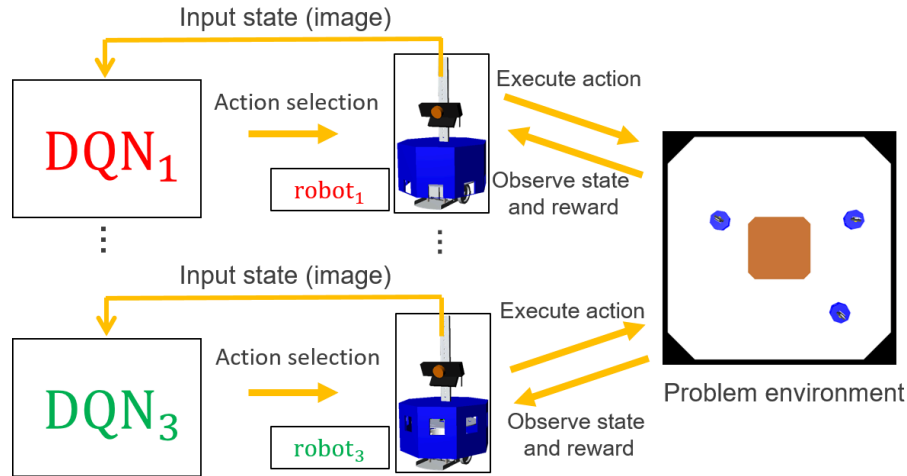 Input state (image)
Action selection
Execute action
DQN₁
robot₁
Observe state
and reward
⋮
⋮
Input state (image)
Execute action
Action selection
DQN₃
robot₃
Observe state
and reward
Problem environment